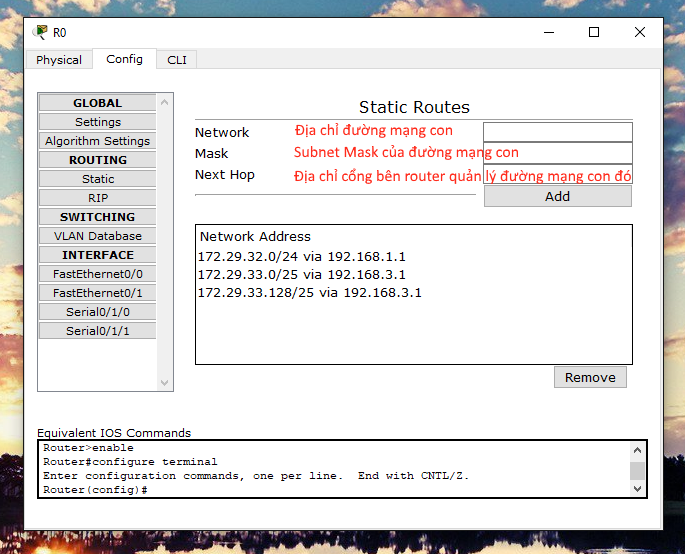 R0
Physical
Config
CLI
GLOBAL
Settings
Algorithm Settings
ROUTING
Static
RIP
SWITCHING
VLAN Database
INTERFACE
FastEthernet0/0
FastEthernet0/1
Serial0/1/0
Serial0/1/1
Static Routes
Network Địa chỉ đường mạng con
Mask Subnet Mask của đường mạng con
Next Hop Địa chỉ cổng bên router quản lý đường mạng con đó
Add
Network Address
172.29.32.0/24 via 192.168.1.1
172.29.33.0/25 via 192.168.3.1
172.29.33.128/25 via 192.168.3.1
Remove
Equivalent IOS Commands
Router>enable
Router#configure terminal
Enter configuration commands, one per line.  End with CNTL/Z.
Router(config)#